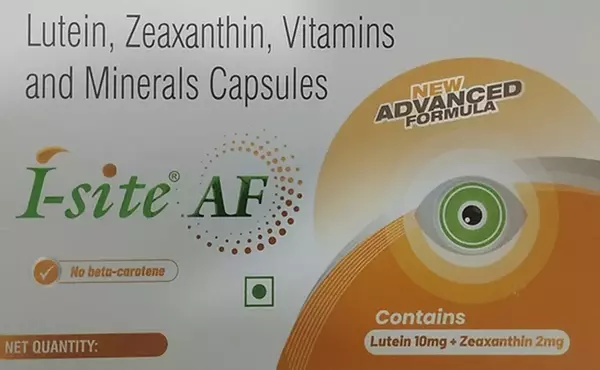 Lutein, Zeaxanthin, Vitamins
and Minerals Capsules
NEW
ADVANCED
FORMULA
I-site® AF
No beta-carotene
Contains
Lutein 10mg + Zeaxanthin 2mg
NET QUANTITY: